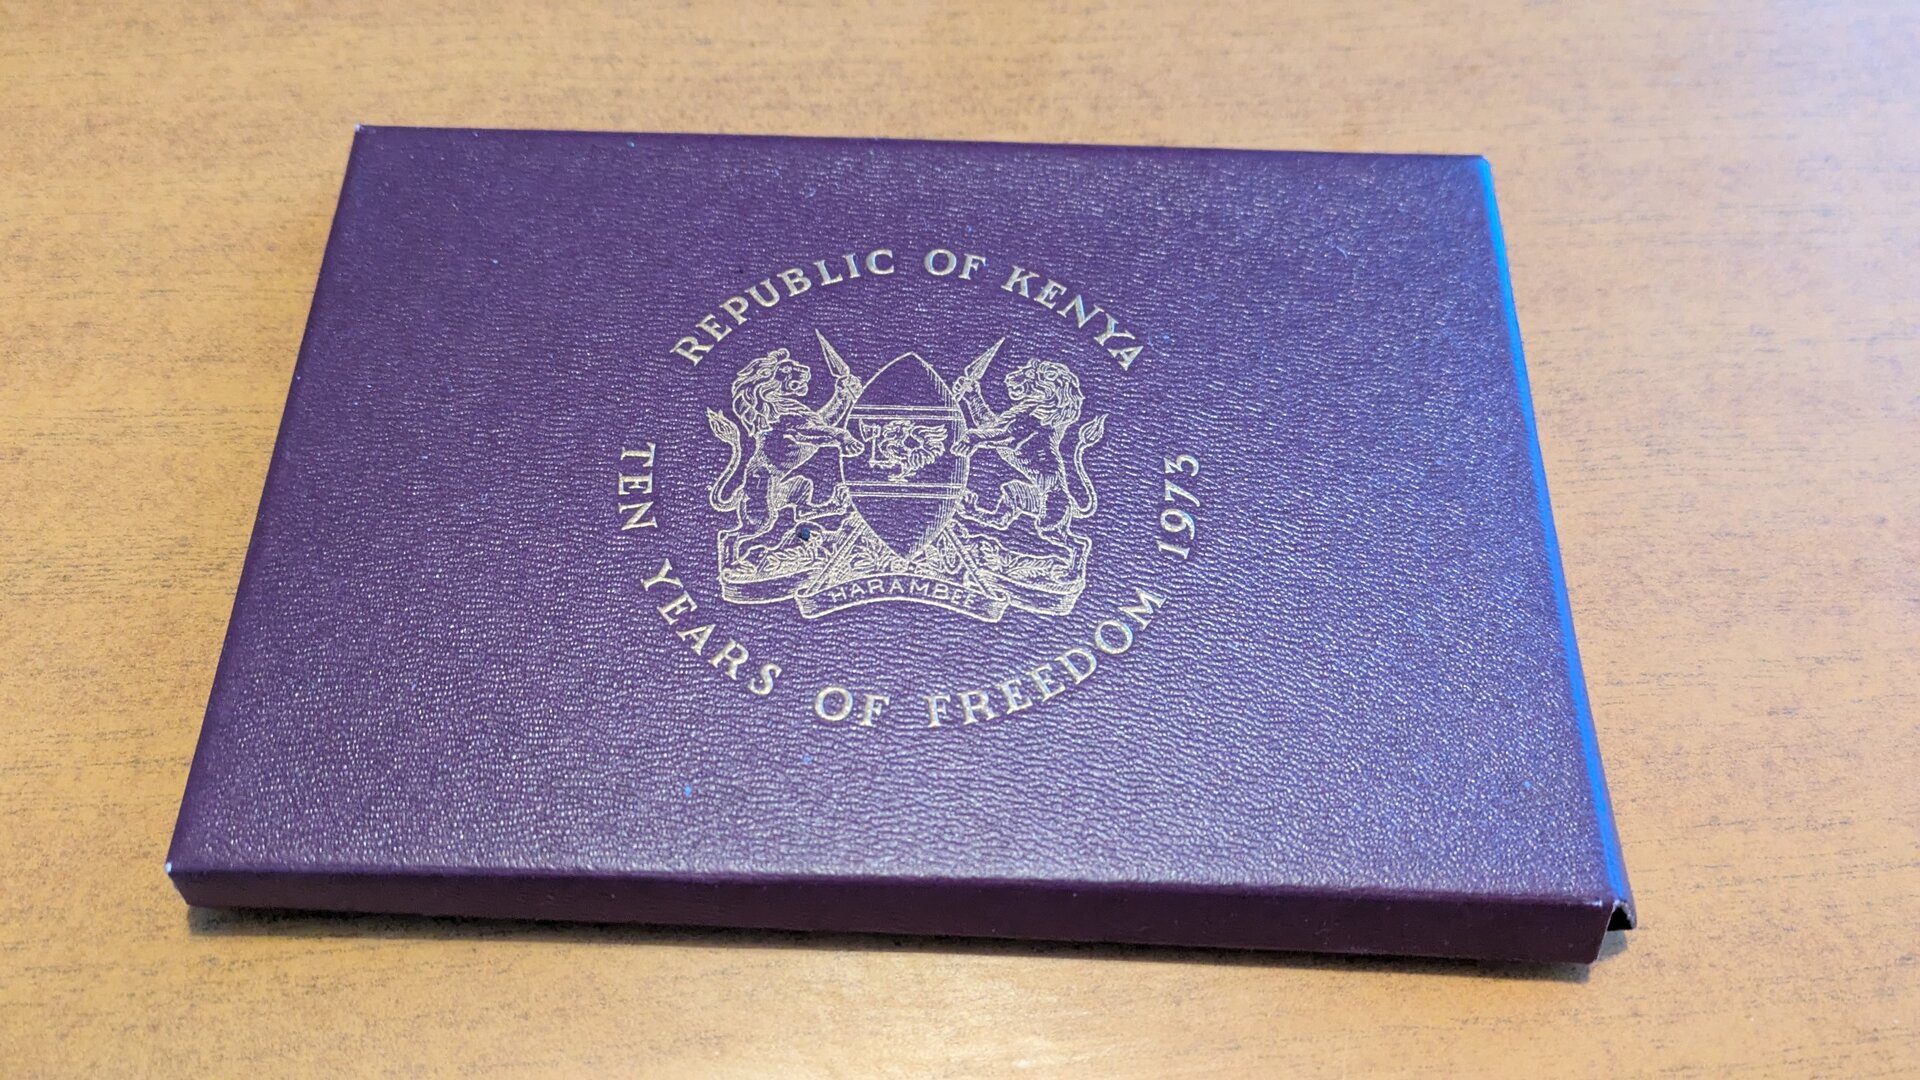 REPUBLIC OF KENYA
HARAMBEE
TEN YEARS OF FREEDOM 1973